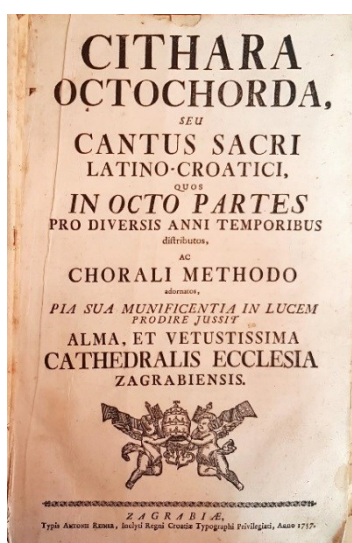 CITHARA
OCTOCHORDA,
SEU
CANTUS SACRI
LATINO-CROATICI,
QUOS
IN OCTO PARTES
PRO DIVERSIS ANNI TEMPORIBUS
distributos,
AC
CHORALI METHODO
adornatos,
PIA SUA MUNIFICENTIA IN LUCEM
PRODIRE JUSSIT
ALMA, ET VETUSTISSIMA
CATHEDRALIS ECCLESIA
ZAGRABIENSIS.
ZAGRABIÆ,
Typis ANTONII REINER, Inclyti Regni Croatiæ Typographi Privilegiati, Anno 1757.